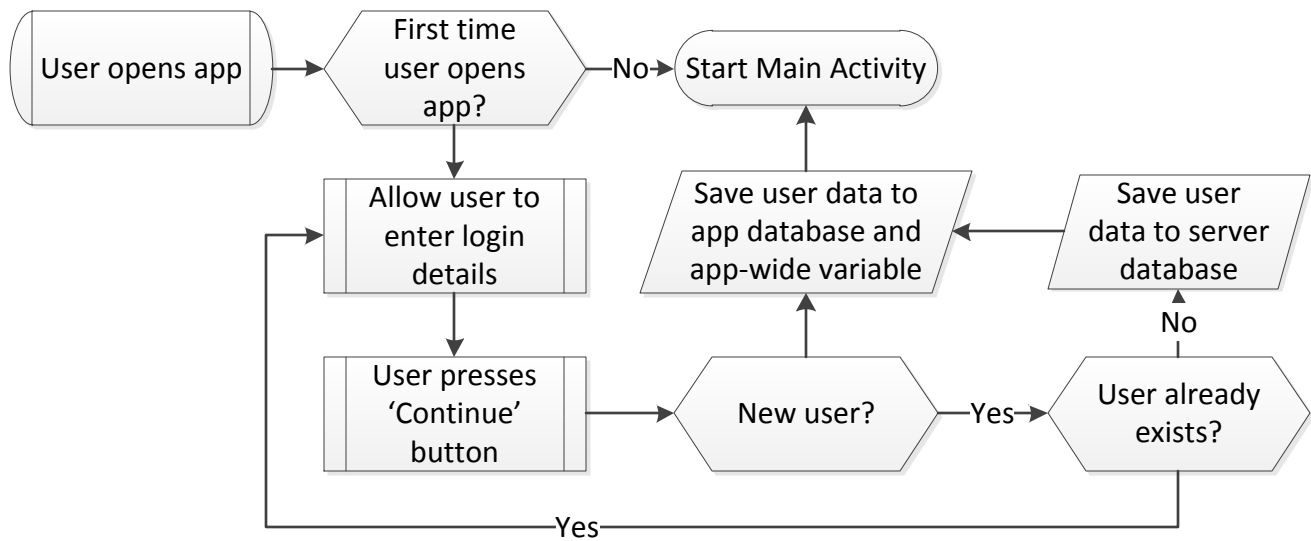 User opens app
First time
user opens
app?
No
Start Main Activity
Allow user to
enter login
details
Save user data to
app database and
app-wide variable
Save user
data to server
database
No
User presses
‘Continue’
button
New user?
Yes
User already
exists?
Yes